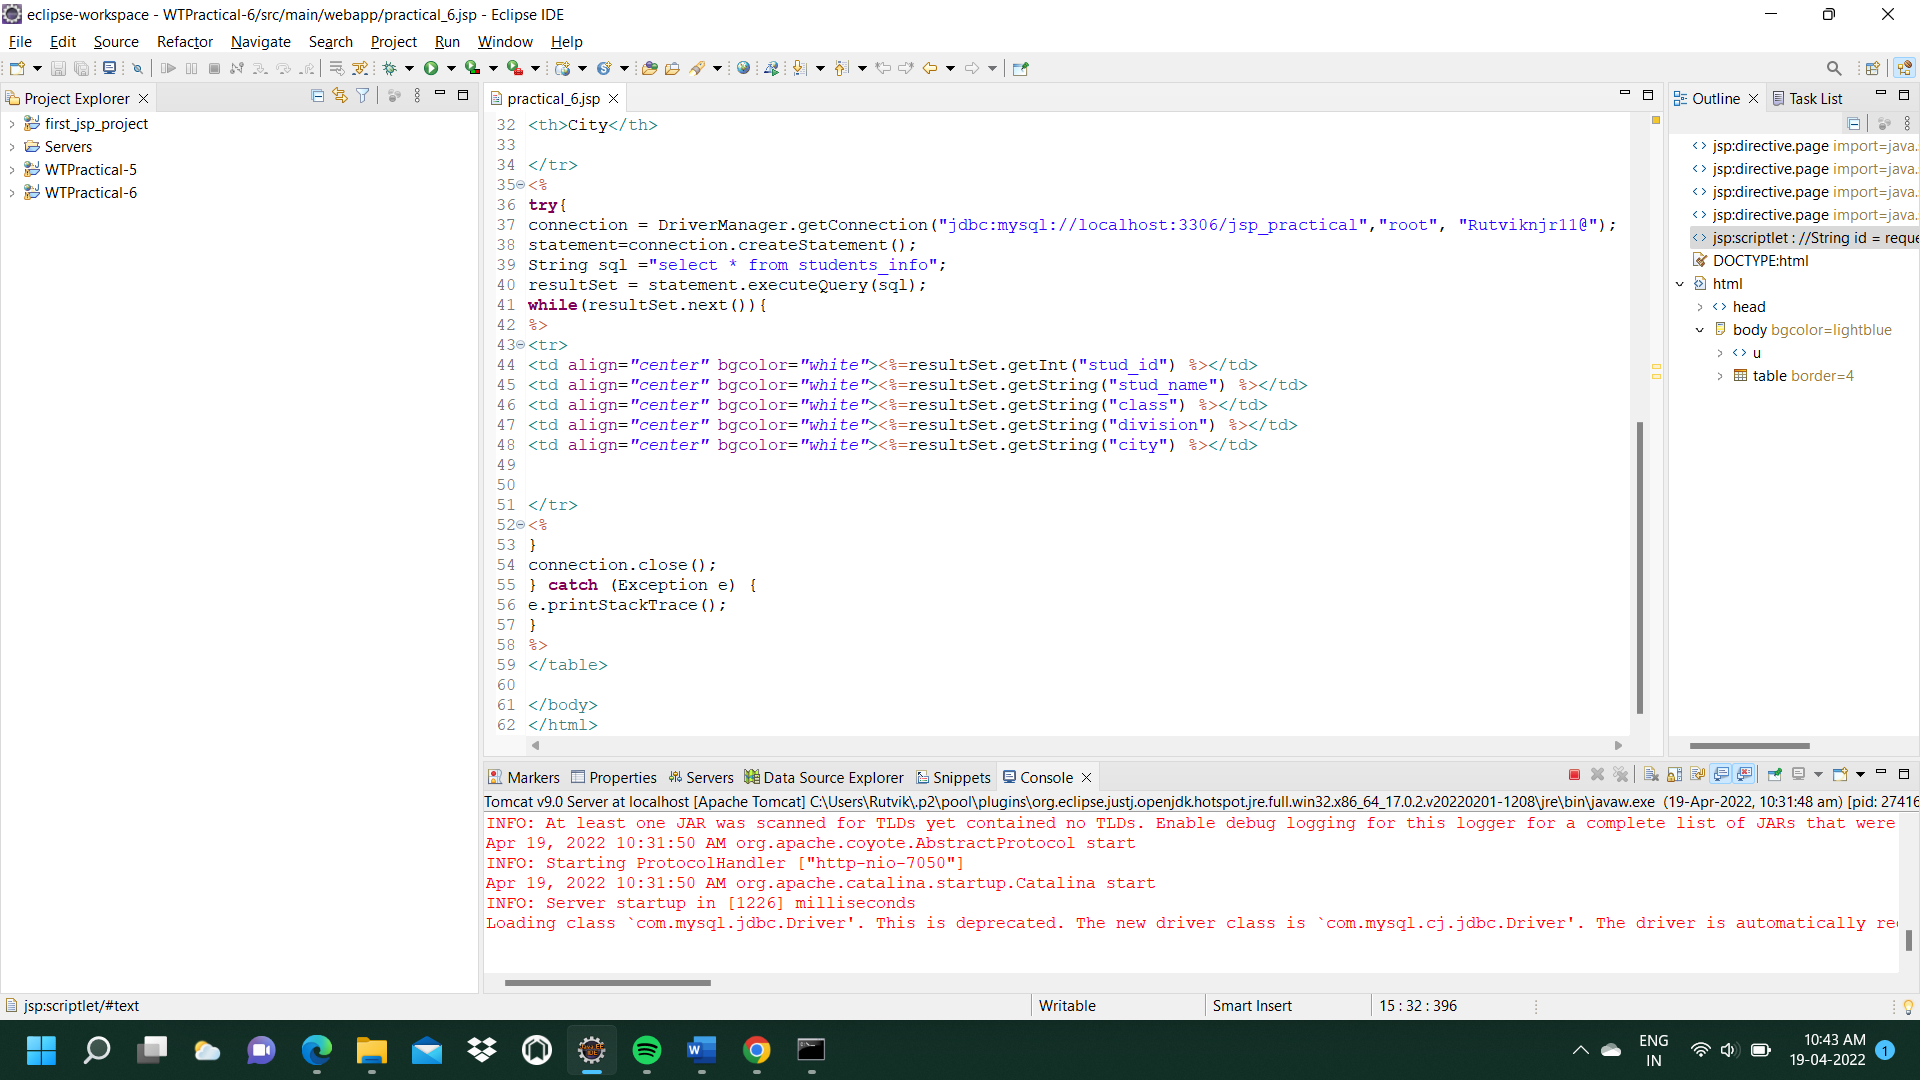 eclipse-workspace - WTPractical-6/src/main/webapp/practical_6.jsp - Eclipse IDE
File Edit Source Refactor Navigate Search Project Run Window Help
Project Explorer
first_jsp_project
Servers
WTPractical-5
WTPractical-6
practical_6.jsp
32 <th>City</th>
33
34 </tr>
35 <%
36 try{
37 connection = DriverManager.getConnection("jdbc:mysql://localhost:3306/jsp_practical","root", "Rutviknjr11@");
38 statement=connection.createStatement();
39 String sql ="select * from students_info";
40 resultSet = statement.executeQuery(sql);
41 while(resultSet.next()){
42 %>
43 <tr>
44 <td align="center" bgcolor="white"><%=resultSet.getInt("stud_id") %></td>
45 <td align="center" bgcolor="white"><%=resultSet.getString("stud_name") %></td>
46 <td align="center" bgcolor="white"><%=resultSet.getString("class") %></td>
47 <td align="center" bgcolor="white"><%=resultSet.getString("division") %></td>
48 <td align="center" bgcolor="white"><%=resultSet.getString("city") %></td>
49
50
51 </tr>
52 <%
53 }
54 connection.close();
55 } catch (Exception e) {
56 e.printStackTrace();
57 }
58 %>
59 </table>
60
61 </body>
62 </html>
Outline Task List
jsp:directive.page import=java.
jsp:directive.page import=java.
jsp:directive.page import=java.
jsp:directive.page import=java.
jsp:scriptlet : //String id = reque
DOCTYPE:html
html
head
body bgcolor=lightblue
u
table border=4
Markers Properties Servers Data Source Explorer Snippets Console
Tomcat v9.0 Server at localhost [Apache Tomcat] C:\Users\Rutvik\.p2\pool\plugins\org.eclipse.justj.openjdk.hotspot.jre.full.win32.x86_64_17.0.2.v20220201-1208\jre\bin\javaw.exe (19-Apr-2022, 10:31:48 am) [pid: 27416
INFO: At least one JAR was scanned for TLDs yet contained no TLDs. Enable debug logging for this logger for a complete list of JARs that were
Apr 19, 2022 10:31:50 AM org.apache.coyote.AbstractProtocol start
INFO: Starting ProtocolHandler ["http-nio-7050"]
Apr 19, 2022 10:31:50 AM org.apache.catalina.startup.Catalina start
INFO: Server startup in [1226] milliseconds
Loading class `com.mysql.jdbc.Driver'. This is deprecated. The new driver class is `com.mysql.cj.jdbc.Driver'. The driver is automatically re
jsp:scriptlet/#text
Writable
Smart Insert
15 : 32 : 396
ENG
IN
10:43 AM
19-04-2022
1